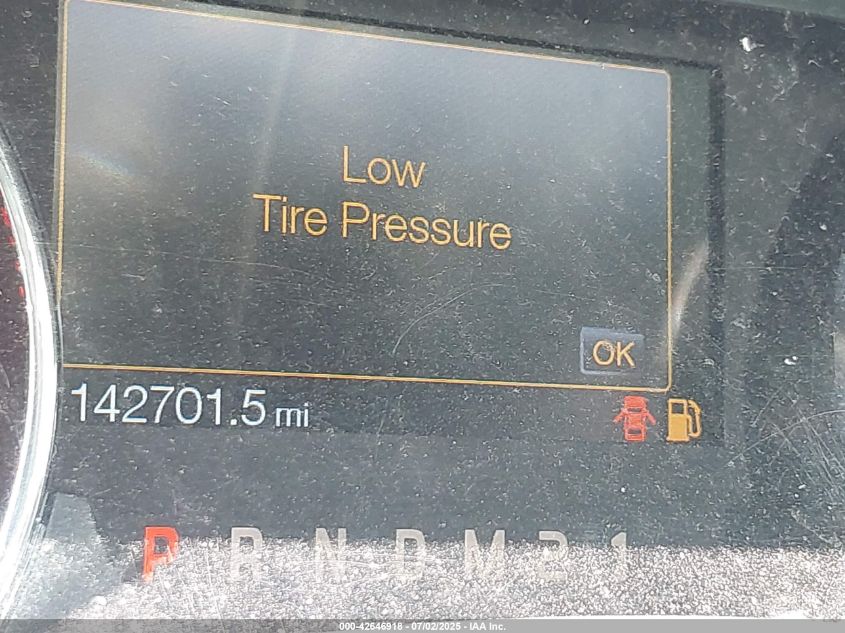 Low
Tire Pressure
OK
142701.5 mi
P R N D M 2 1
000-42646918 - 07/02/2025 - IAA Inc.